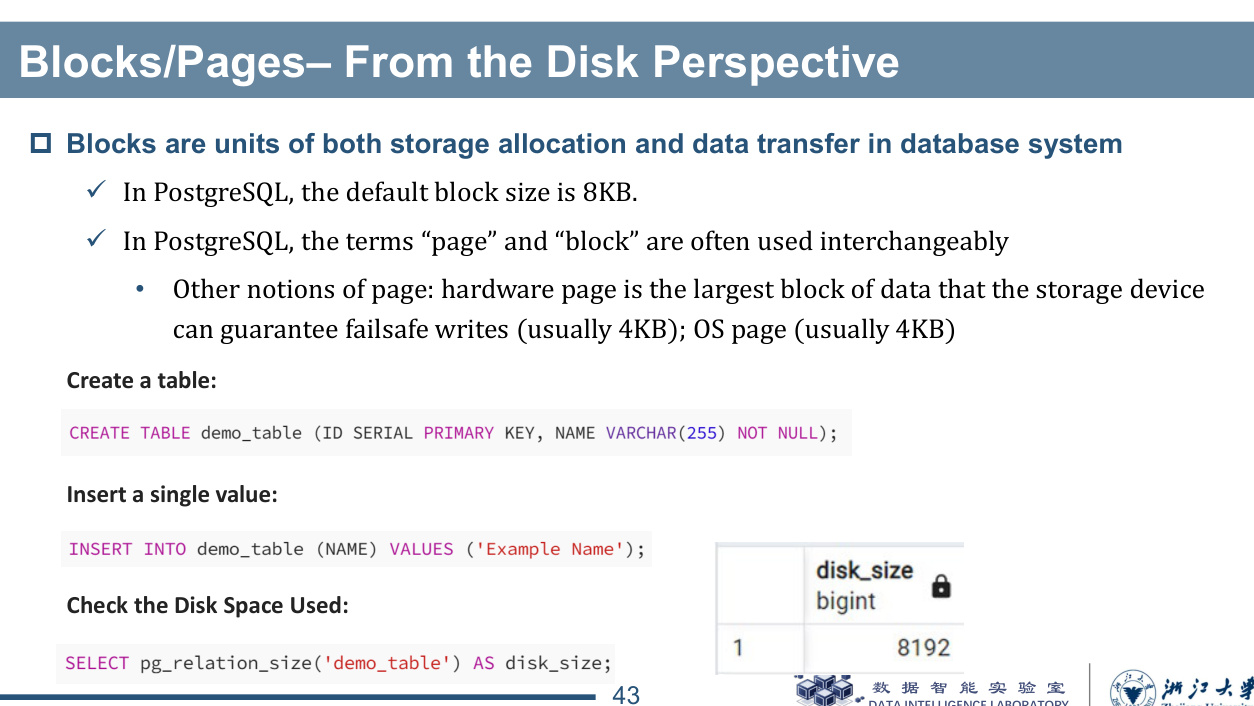 Blocks/Pages– From the Disk Perspective
Blocks are units of both storage allocation and data transfer in database system
In PostgreSQL, the default block size is 8KB.
In PostgreSQL, the terms “page” and “block” are often used interchangeably
Other notions of page: hardware page is the largest block of data that the storage device
can guarantee failsafe writes (usually 4KB); OS page (usually 4KB)
Create a table:
CREATE TABLE demo_table (ID SERIAL PRIMARY KEY, NAME VARCHAR(255) NOT NULL);
Insert a single value:
INSERT INTO demo_table (NAME) VALUES ('Example Name');
Check the Disk Space Used:
SELECT pg_relation_size('demo_table') AS disk_size;
disk_size
bigint
1 8192
43
数据智能实验室
DATA INTELLIGENCE LABORATORY
浙江大学